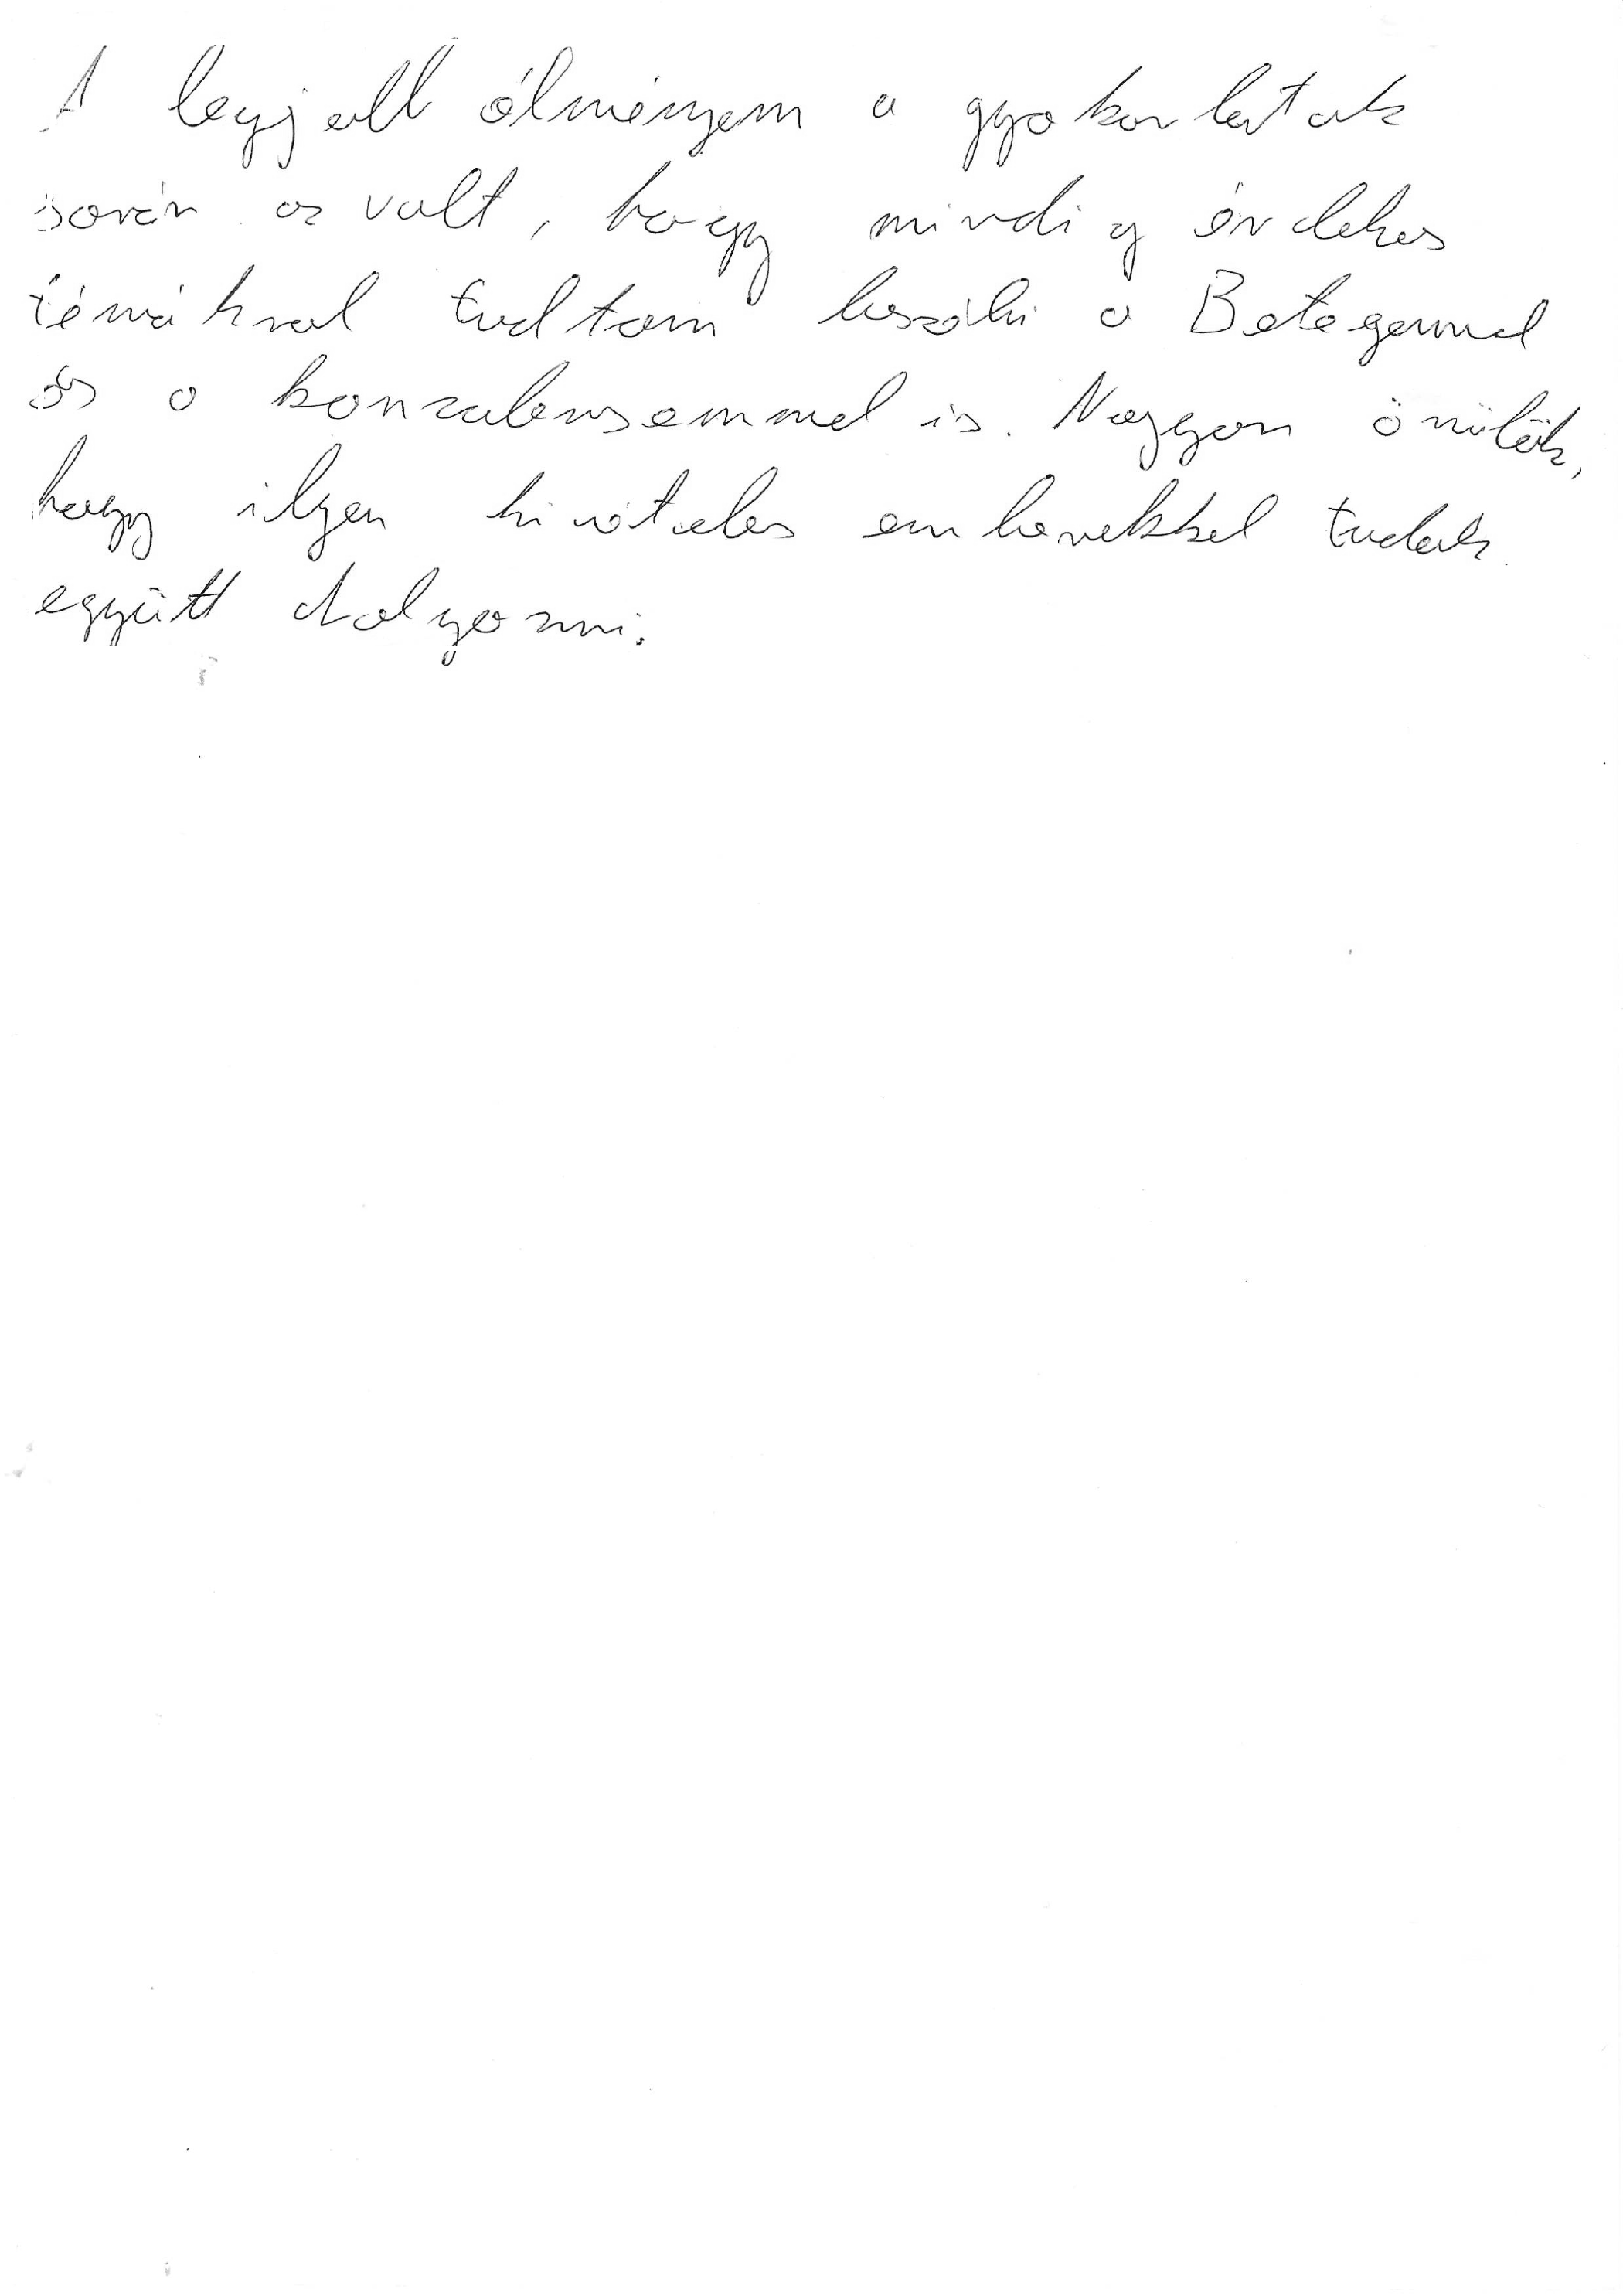 A legjobb élményem a gyakorlatok
során az volt, hogy mindig érdekes
témákról tudtam beszélni a Betegemmel
és a konzulensemmel is. Nagyon örülök,
hogy ilyen kivételes emberekkel tudok
együtt dolgozni.